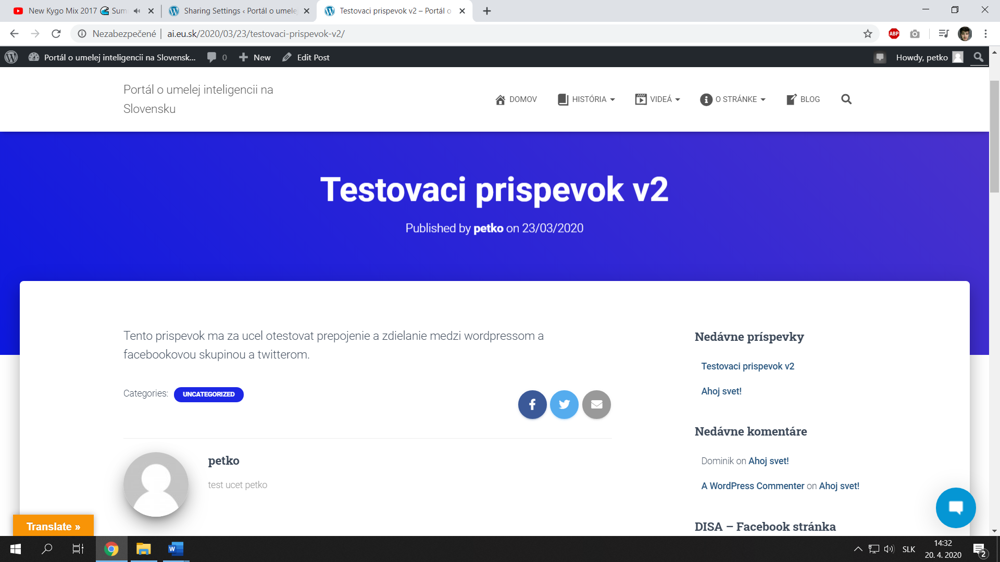 New Kygo Mix 2017 🌊 Sum
Sharing Settings ‹ Portál o umele
Testovaci prispevok v2 – Portál o
Nezabezpečené | ai.eu.sk/2020/03/23/testovaci-prispevok-v2/
ABP
Portál o umelej inteligencii na Slovensk... 0 New Edit Post
Howdy, petko
Portál o umelej inteligencii na
Slovensku
DOMOV HISTÓRIA VIDEÁ O STRÁNKE BLOG
Testovaci prispevok v2
Published by petko on 23/03/2020
Tento prispevok ma za ucel otestovat prepojenie a zdielanie medzi wordpressom a
facebookovou skupinou a twitterom.
Categories: UNCATEGORIZED
petko
test ucet petko
Nedávne príspevky
Testovaci prispevok v2
Ahoj svet!
Nedávne komentáre
Dominik on Ahoj svet!
A WordPress Commenter on Ahoj svet!
DISA – Facebook stránka
Translate »
SLK
14:32
20. 4. 2020
2